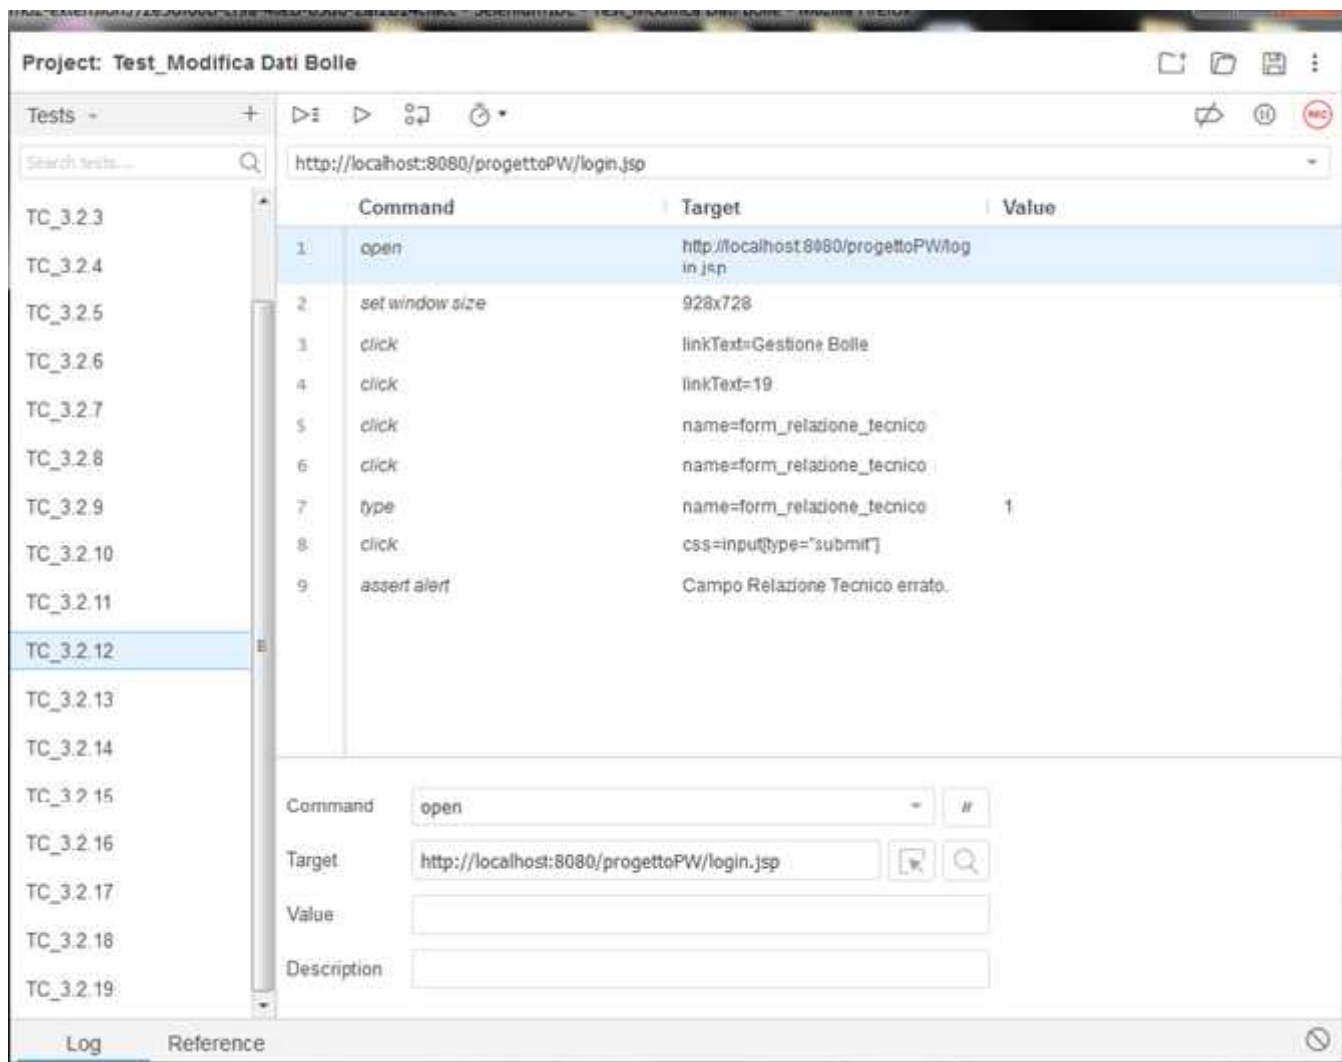 Project: Test_Modifica Dati Bolle
Tests
Search tests...
REC
http://localhost:8080/progettoPW/login.jsp
TC_3.2.3
TC_3.2.4
TC_3.2.5
TC_3.2.6
TC_3.2.7
TC_3.2.8
TC_3.2.9
TC_3.2.10
TC_3.2.11
TC_3.2.12
TC_3.2.13
TC_3.2.14
TC_3.2.15
TC_3.2.16
TC_3.2.17
TC_3.2.18
TC_3.2.19
Command Target Value
1 open http://localhost:8080/progettoPW/log
in.jsp
2 set window size 928x728
3 click linkText=Gestione Bolle
4 click linkText=19
5 click name=form_relazione_tecnico
6 click name=form_relazione_tecnico
7 type name=form_relazione_tecnico 1
8 click css=input[type="submit"]
9 assert alert Campo Relazione Tecnico errato.
Command open //
Target http://localhost:8080/progettoPW/login.jsp
Value
Description
Log Reference